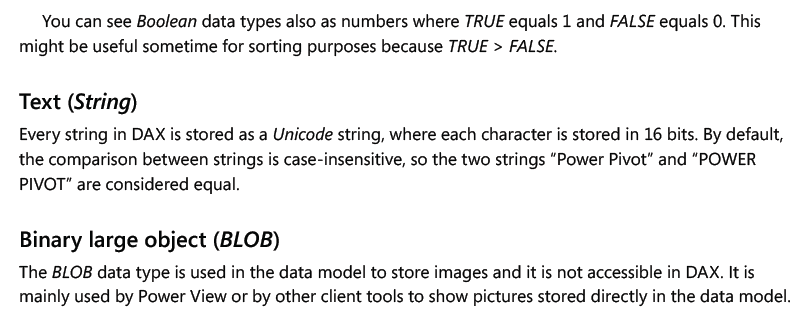 You can see Boolean data types also as numbers where TRUE equals 1 and FALSE equals 0. This
might be useful sometime for sorting purposes because TRUE > FALSE.
Text (String)
Every string in DAX is stored as a Unicode string, where each character is stored in 16 bits. By default,
the comparison between strings is case-insensitive, so the two strings “Power Pivot” and “POWER
PIVOT” are considered equal.
Binary large object (BLOB)
The BLOB data type is used in the data model to store images and it is not accessible in DAX. It is
mainly used by Power View or by other client tools to show pictures stored directly in the data model.